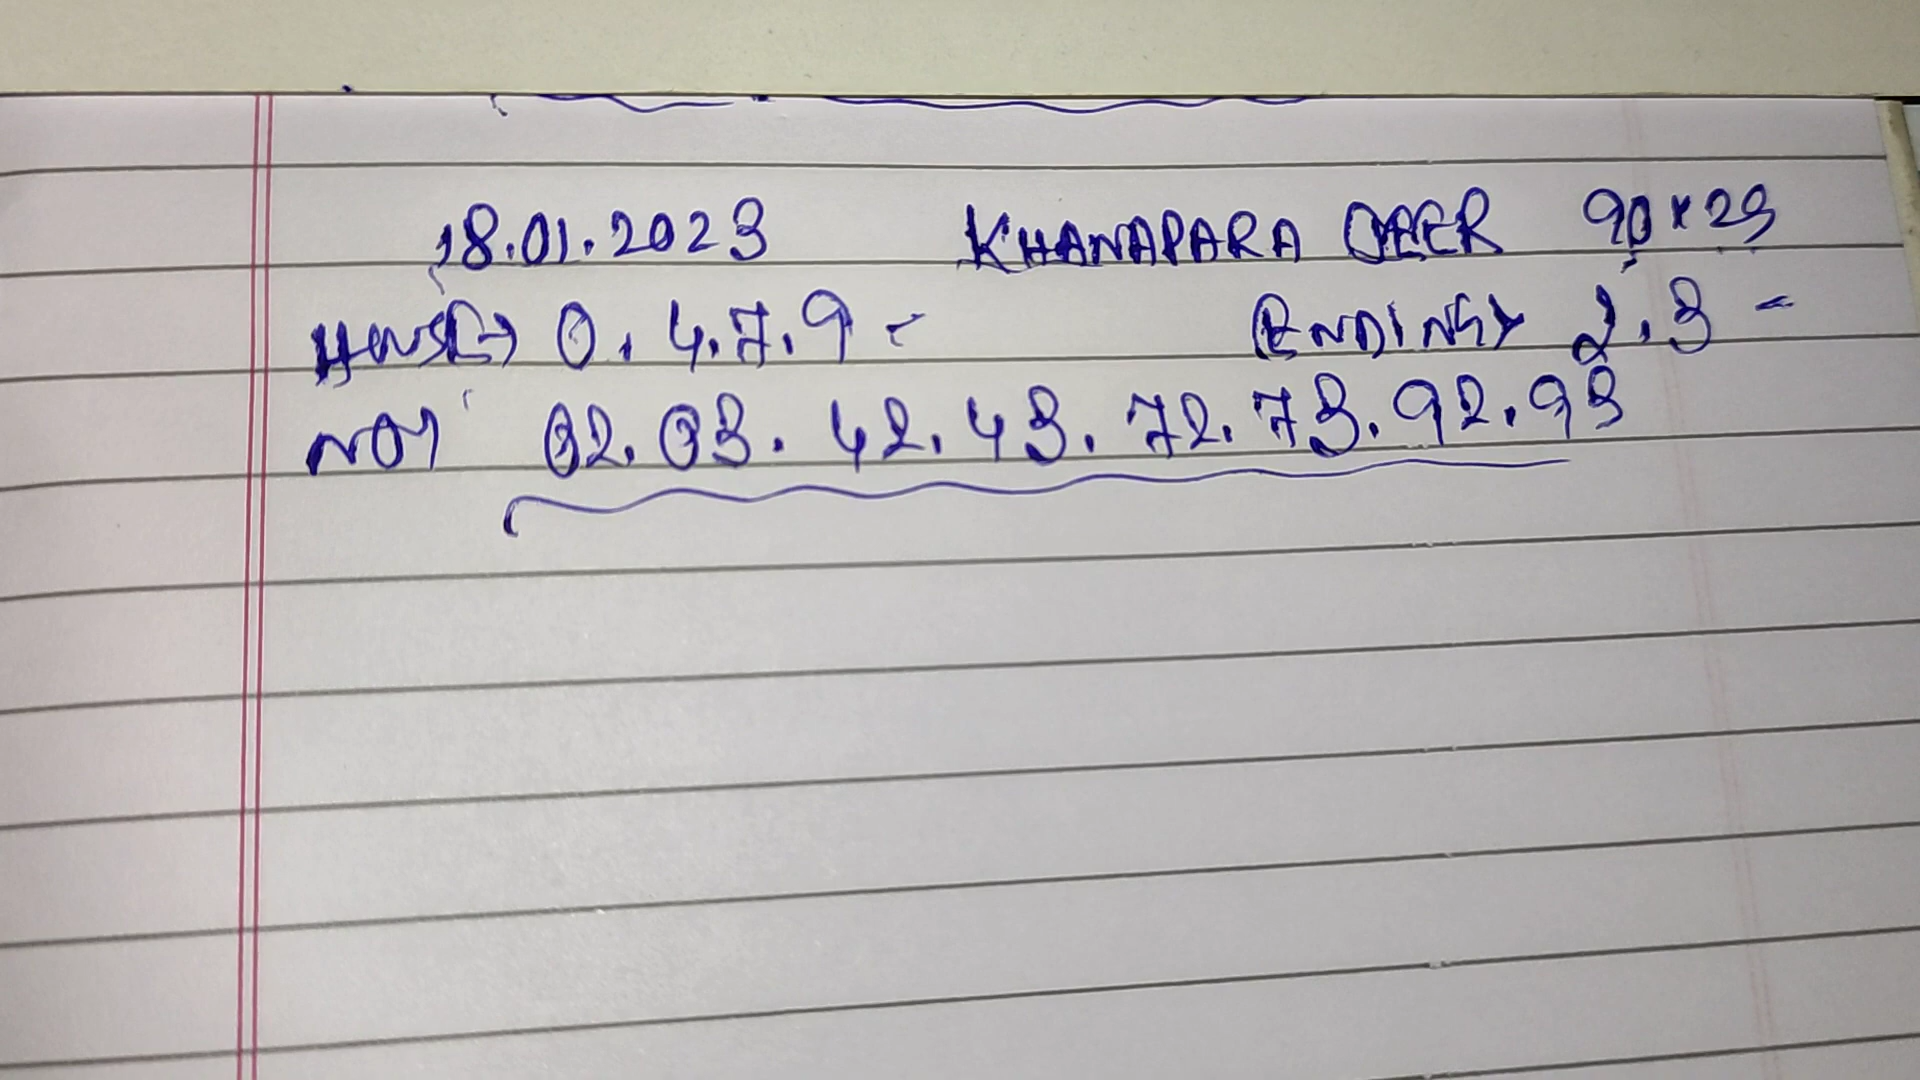 18.01.2023 KHANAPARA OFFER 90x23
HOUSE 0.4.7.9 - ENDING 2.3 -
NO 02.03.42.43.72.73.92.93